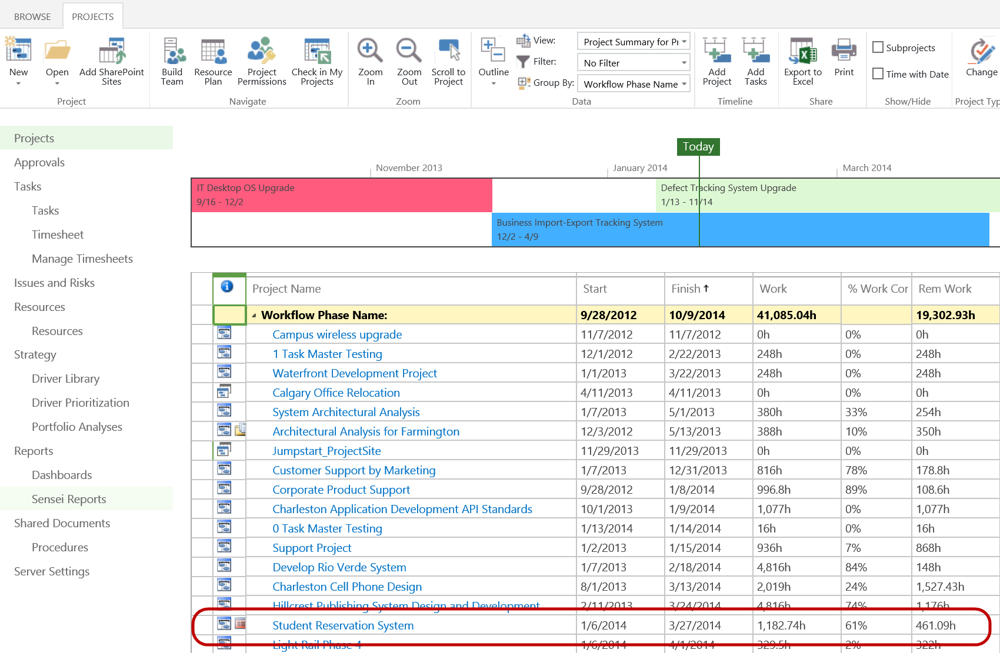 BROWSE
PROJECTS
New
Open
Add SharePoint
Sites
Project
Build
Team
Resource
Plan
Project
Permissions
Check in My
Projects
Navigate
Zoom
In
Zoom
Out
Scroll to
Project
Zoom
Outline
View:
Project Summary for Pr
Filter:
No Filter
Group By:
Workflow Phase Name
Data
Add
Project
Add
Tasks
Timeline
Export to
Excel
Print
Share
Subprojects
Time with Date
Show/Hide
Change
Project Typ
Projects
Approvals
Tasks
Tasks
Timesheet
Manage Timesheets
Issues and Risks
Resources
Resources
Strategy
Driver Library
Driver Prioritization
Portfolio Analyses
Reports
Dashboards
Sensei Reports
Shared Documents
Procedures
Server Settings
Today
November 2013
January 2014
March 2014
IT Desktop OS Upgrade
9/16 - 12/2
Defect Tracking System Upgrade
1/13 - 11/14
Business Import-Export Tracking System
12/2 - 4/9
Project Name Start Finish ↑ Work % Work Cor Rem Work
Workflow Phase Name: 9/28/2012 10/9/2014 41,085.04h 19,302.93h
Campus wireless upgrade 11/7/2012 11/7/2012 0h 0% 0h
1 Task Master Testing 12/1/2012 2/22/2013 248h 0% 248h
Waterfront Development Project 1/1/2013 3/22/2013 248h 0% 248h
Calgary Office Relocation 4/11/2013 4/11/2013 0h 0% 0h
System Architectural Analysis 1/7/2013 5/1/2013 380h 33% 254h
Architectural Analysis for Farmington 12/3/2012 5/13/2013 388h 10% 350h
Jumpstart_ProjectSite 11/29/2013 11/29/2013 0h 0% 0h
Customer Support by Marketing 1/7/2013 12/31/2013 816h 78% 178.8h
Corporate Product Support 9/28/2012 1/8/2014 996.8h 89% 108.6h
Charleston Application Development API Standards 10/1/2013 1/9/2014 1,077h 0% 1,077h
0 Task Master Testing 1/13/2014 1/14/2014 16h 0% 16h
Support Project 1/2/2013 1/15/2014 936h 7% 868h
Develop Rio Verde System 1/7/2013 2/18/2014 4,816h 84% 148h
Charleston Cell Phone Design 8/1/2013 3/13/2014 2,019h 24% 1,527.43h
Hillcrest Publishing System Design and Development 2/11/2013 3/24/2014 4,816h 74% 1,176h
Student Reservation System 1/6/2014 3/27/2014 1,182.74h 61% 461.09h
Light Rail Phase 4 1/6/2014 4/1/2014 329.5h 2% 322h